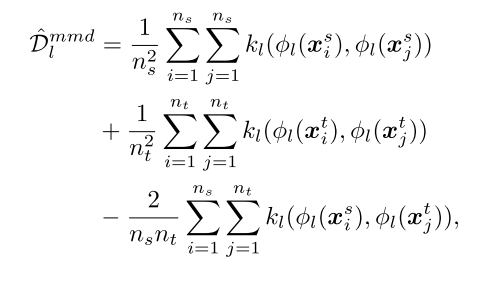 $\hat{\mathcal{D}}_l^{mmd} = \frac{1}{n_s^2} \sum_{i=1}^{n_s} \sum_{j=1}^{n_s} k_l(\phi_l(\boldsymbol{x}_i^s), \phi_l(\boldsymbol{x}_j^s))$
$+ \frac{1}{n_t^2} \sum_{i=1}^{n_t} \sum_{j=1}^{n_t} k_l(\phi_l(\boldsymbol{x}_i^t), \phi_l(\boldsymbol{x}_j^t))$
$- \frac{2}{n_s n_t} \sum_{i=1}^{n_s} \sum_{j=1}^{n_t} k_l(\phi_l(\boldsymbol{x}_i^s), \phi_l(\boldsymbol{x}_j^t)),$